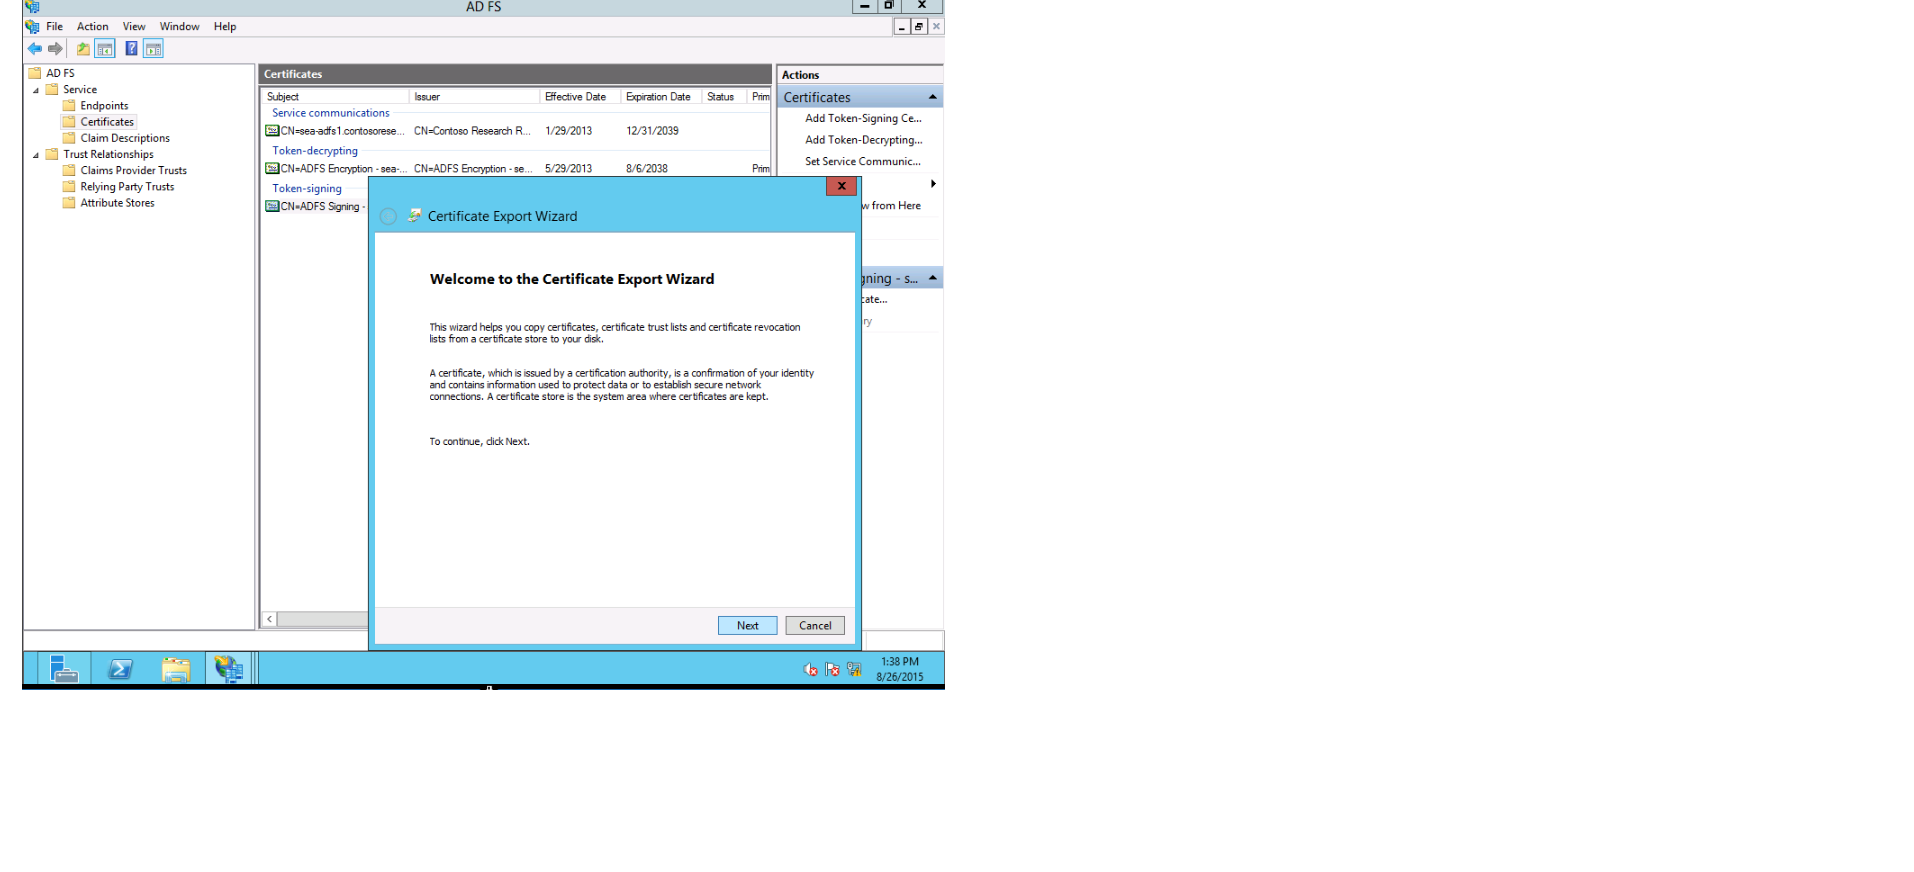 AD FS
File Action View Window Help
AD FS
Service
Endpoints
Certificates
Claim Descriptions
Trust Relationships
Claims Provider Trusts
Relying Party Trusts
Attribute Stores
Certificates
Subject Issuer Effective Date Expiration Date Status Prim
Service communications
CN=sea-adfs1.contosorese... CN=Contoso Research R... 1/29/2013 12/31/2039
Token-decrypting
CN=ADFS Encryption - sea-... CN=ADFS Encryption - se... 5/29/2013 8/6/2038 Prim
Token-signing
CN=ADFS Signing -
Actions
Certificates
Add Token-Signing Ce...
Add Token-Decrypting...
Set Service Communic...
w from Here
gning - s...
cate...
ry
Certificate Export Wizard
Welcome to the Certificate Export Wizard
This wizard helps you copy certificates, certificate trust lists and certificate revocation
lists from a certificate store to your disk.
A certificate, which is issued by a certification authority, is a confirmation of your identity
and contains information used to protect data or to establish secure network
connections. A certificate store is the system area where certificates are kept.
To continue, click Next.
Next Cancel
1:38 PM
8/26/2015